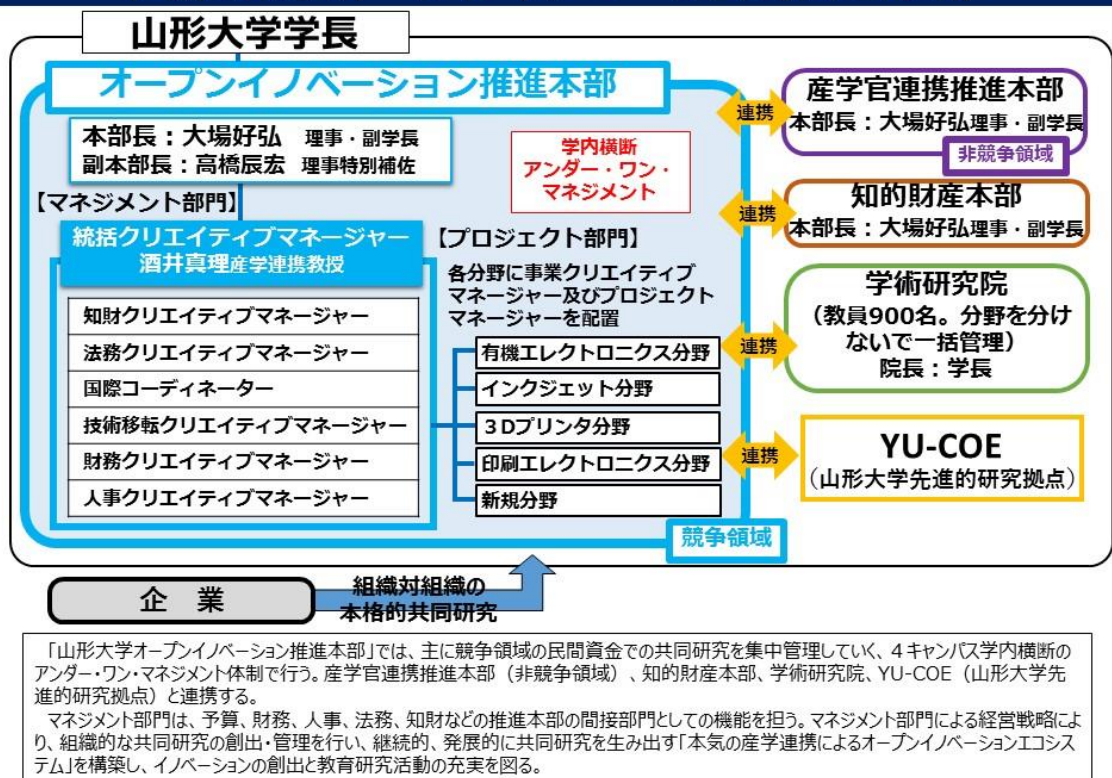 山形大学学長
オープンイノベーション推進本部
本部長：大場好弘 理事・副学長
副本部長：高橋辰宏 理事特別補佐
学内横断
アンダー・ワン・
マネジメント
【マネジメント部門】
統括クリエイティブマネージャー
酒井真理産学連携教授
知財クリエイティブマネージャー
法務クリエイティブマネージャー
国際コーディネーター
技術移転クリエイティブマネージャー
財務クリエイティブマネージャー
人事クリエイティブマネージャー
【プロジェクト部門】
各分野に事業クリエイティブ
マネージャー及びプロジェクト
マネージャーを配置
有機エレクトロニクス分野
インクジェット分野
３Dプリンタ分野
印刷エレクトロニクス分野
新規分野
競争領域
連携
産学官連携推進本部
本部長：大場好弘理事・副学長
非競争領域
連携
知的財産本部
本部長：大場好弘理事・副学長
連携
学術研究院
（教員900名。分野を分け
ないで一括管理）
院長：学長
連携
YU-COE
（山形大学先進的研究拠点）
企　業
組織対組織の
本格的共同研究
「山形大学オープンイノベーション推進本部」では、主に競争領域の民間資金での共同研究を集中管理していく、４キャンパス学内横断の
アンダー・ワン・マネジメント体制で行う。産学官連携推進本部（非競争領域）、知的財産本部、学術研究院、YU-COE（山形大学先
進的研究拠点）と連携する。
マネジメント部門は、予算、財務、人事、法務、知財などの推進本部の間接部門としての機能を担う。マネジメント部門による経営戦略によ
り、組織的な共同研究の創出・管理を行い、継続的、発展的に共同研究を生み出す「本気の産学連携によるオープンイノベーションエコシス
テム」を構築し、イノベーションの創出と教育研究活動の充実を図る。